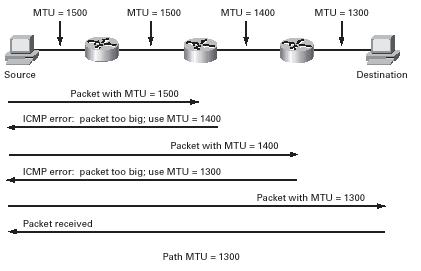 MTU = 1500 MTU = 1500 MTU = 1400 MTU = 1300
Source Destination
Packet with MTU = 1500
ICMP error: packet too big; use MTU = 1400
Packet with MTU = 1400
ICMP error: packet too big; use MTU = 1300
Packet with MTU = 1300
Packet received
Path MTU = 1300